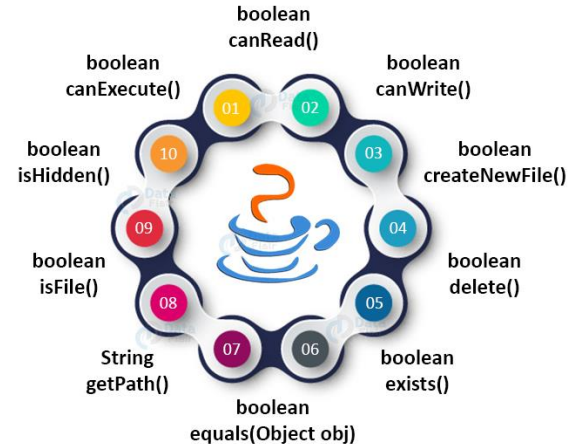 boolean
canRead()
boolean
canExecute()
boolean
canWrite()
01
02
10
03
boolean
isHidden()
boolean
createNewFile()
09
04
boolean
isFile()
boolean
delete()
08
05
07
06
String
getPath()
boolean
exists()
boolean
equals(Object obj)